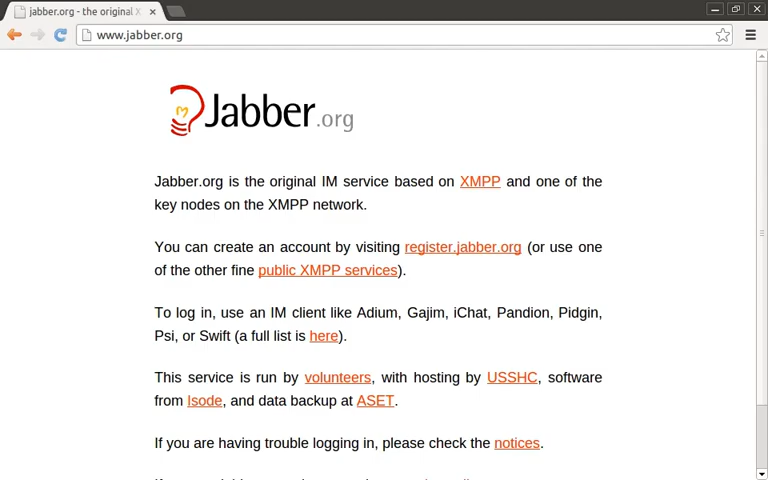 jabber.org - the original
www.jabber.org
Jabber.org
Jabber.org is the original IM service based on XMPP and one of the
key nodes on the XMPP network.
You can create an account by visiting register.jabber.org (or use one
of the other fine public XMPP services).
To log in, use an IM client like Adium, Gajim, iChat, Pandion, Pidgin,
Psi, or Swift (a full list is here).
This service is run by volunteers, with hosting by USSHC, software
from Isode, and data backup at ASET.
If you are having trouble logging in, please check the notices.